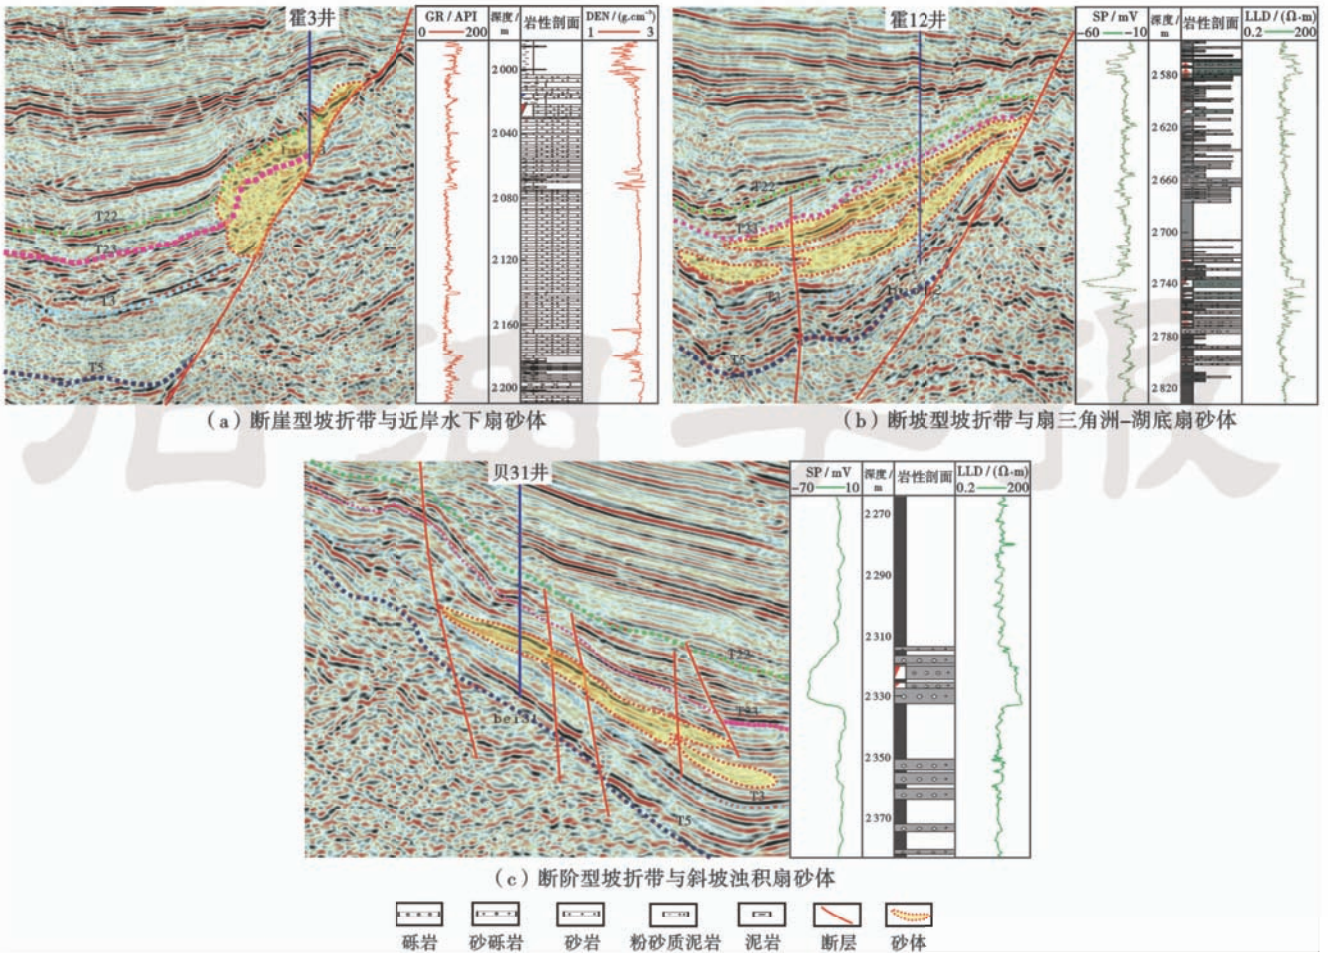 霍3井
GR / API
0 200
深度/
m
岩性剖面
DEN / (g.cm⁻³)
1 3
2 000
2 040
2 080
2 120
2 160
2 200
T22
T23
T3
T5
霍12井
SP / mV
-60 -10
深度/
m
岩性剖面
LLD / (Ω·m)
0.2 200
2 580
2 620
2 660
2 700
2 740
2 780
2 820
T22
T23
T5
(a) 断崖型坡折带与近岸水下扇砂体
(b) 断坡型坡折带与扇三角洲-湖底扇砂体
贝31井
SP / mV
-70 10
深度/
m
岩性剖面
LLD / (Ω·m)
0.2 200
2 270
2 290
2 310
2 330
2 350
2 370
T22
T23
bei31
T3
T5
(c) 断阶型坡折带与斜坡浊积扇砂体
砾岩 砂砾岩 砂岩 粉砂质泥岩 泥岩 断层 砂体